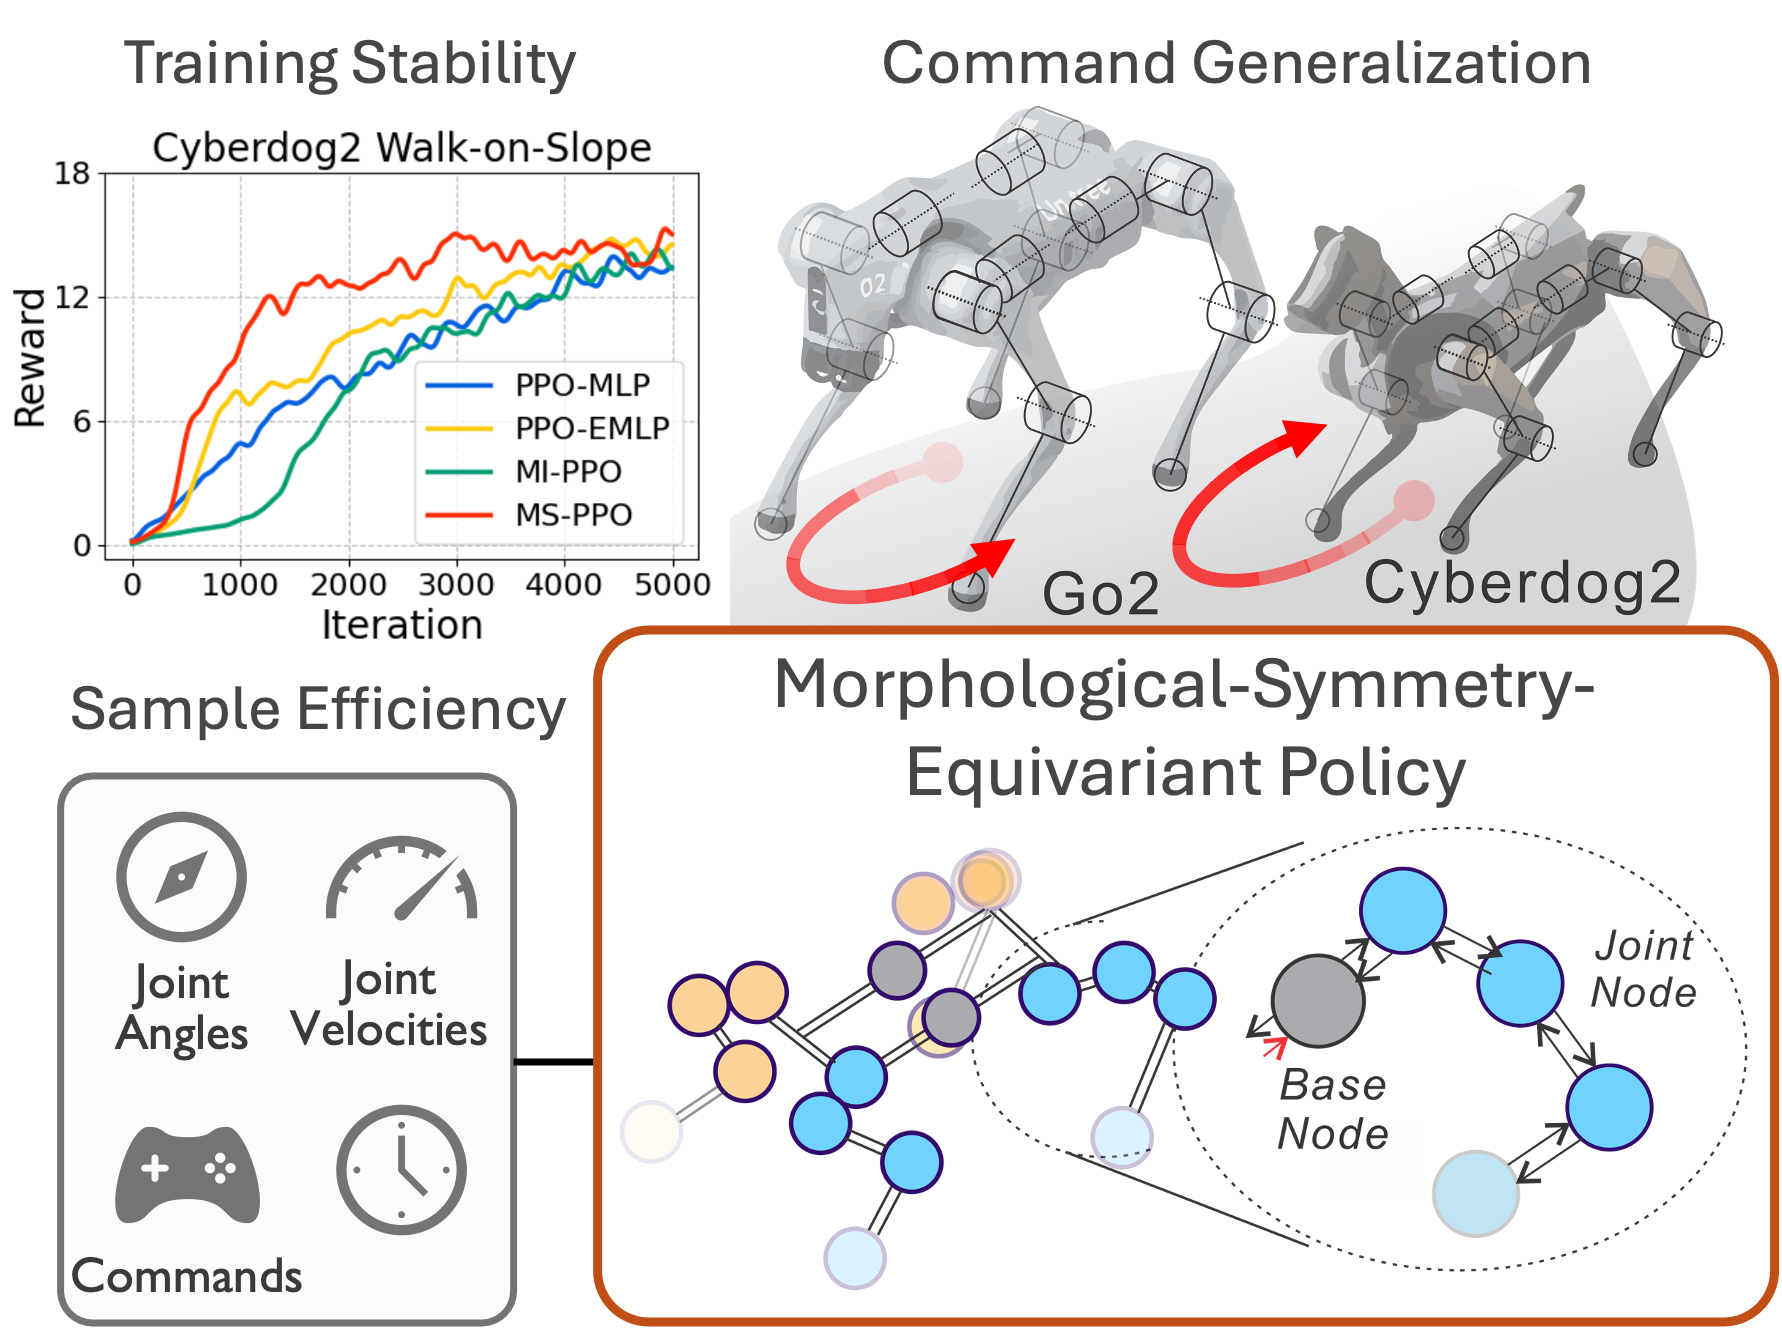 Training Stability
Cyberdog2 Walk-on-Slope
18
12
6
0
Reward
0 1000 2000 3000 4000 5000
Iteration
PPO-MLP
PPO-EMLP
MI-PPO
MS-PPO
Command Generalization
Go2
Cyberdog2
Sample Efficiency
Joint
Angles
Joint
Velocities
Commands
Morphological-Symmetry-
Equivariant Policy
Joint
Node
Base
Node